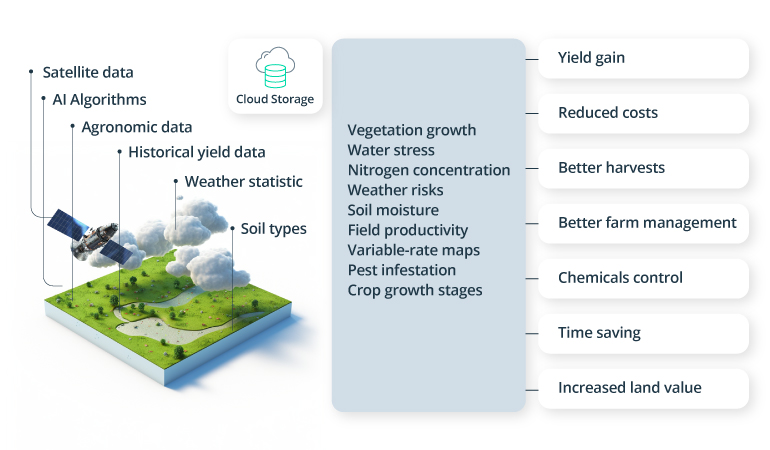 Satellite data
AI Algorithms
Agronomic data
Historical yield data
Weather statistic
Soil types
Cloud Storage
Vegetation growth
Water stress
Nitrogen concentration
Weather risks
Soil moisture
Field productivity
Variable-rate maps
Pest infestation
Crop growth stages
Yield gain
Reduced costs
Better harvests
Better farm management
Chemicals control
Time saving
Increased land value